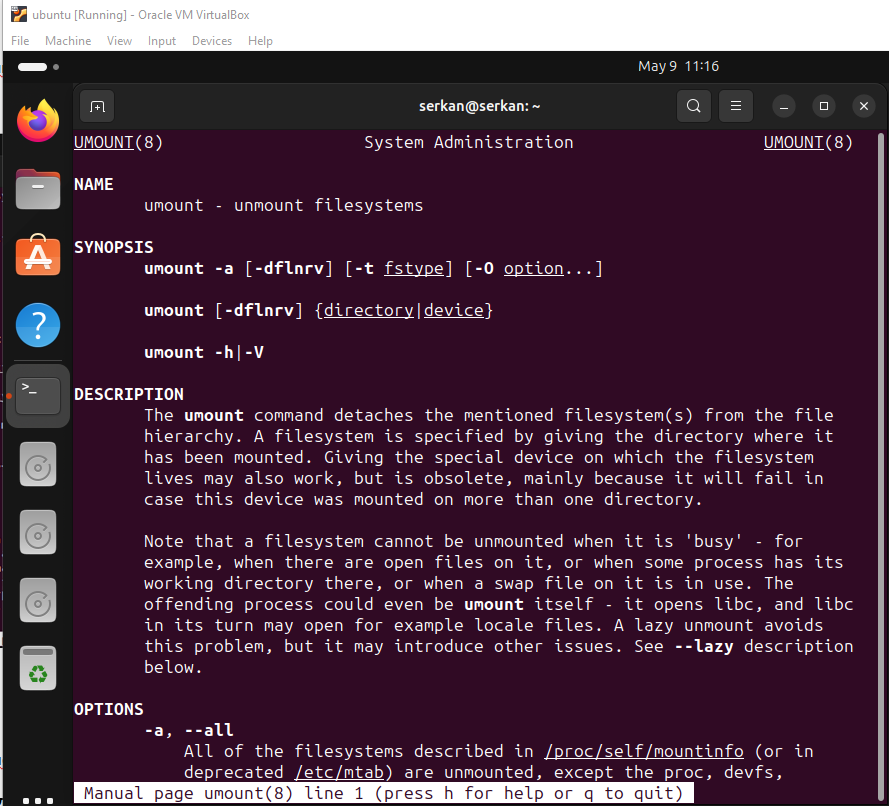 ubuntu [Running] - Oracle VM VirtualBox
File Machine View Input Devices Help
May 9 11:16
serkan@serkan: ~
UMOUNT(8) System Administration UMOUNT(8)
NAME
umount - unmount filesystems
SYNOPSIS
umount -a [-dflnrv] [-t fstype] [-O option...]
umount [-dflnrv] {directory|device}
umount -h|-V
DESCRIPTION
The umount command detaches the mentioned filesystem(s) from the file
hierarchy. A filesystem is specified by giving the directory where it
has been mounted. Giving the special device on which the filesystem
lives may also work, but is obsolete, mainly because it will fail in
case this device was mounted on more than one directory.
Note that a filesystem cannot be unmounted when it is 'busy' - for
example, when there are open files on it, or when some process has its
working directory there, or when a swap file on it is in use. The
offending process could even be umount itself - it opens libc, and libc
in its turn may open for example locale files. A lazy unmount avoids
this problem, but it may introduce other issues. See --lazy description
below.
OPTIONS
-a, --all
All of the filesystems described in /proc/self/mountinfo (or in
deprecated /etc/mtab) are unmounted, except the proc, devfs,
Manual page umount(8) line 1 (press h for help or q to quit)